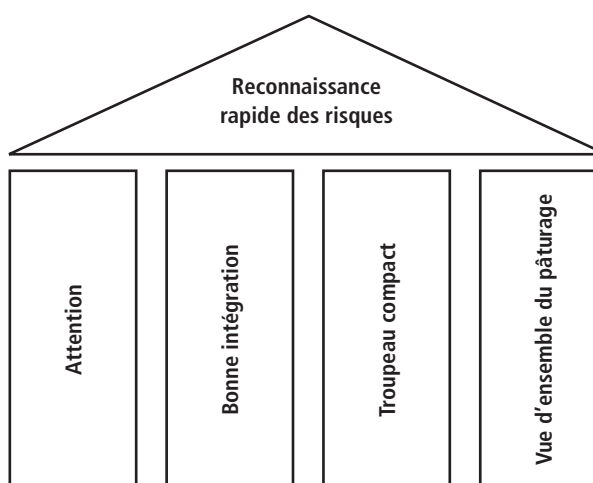 Reconnaissance
rapide des risques
Attention
Bonne intégration
Troupeau compact
Vue d’ensemble du pâturage